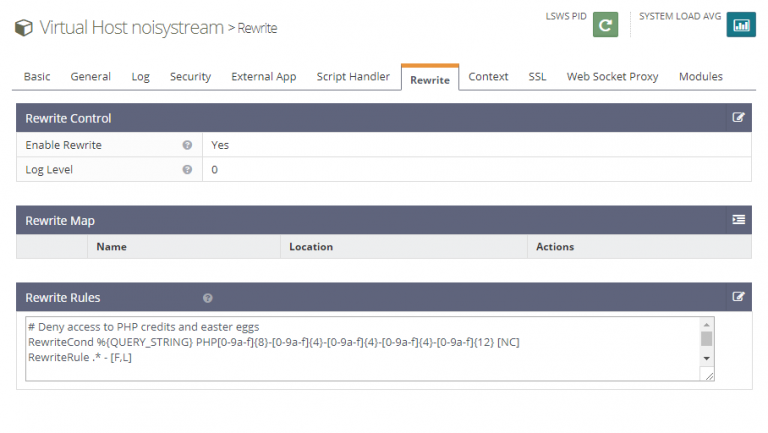 Virtual Host noisystream > Rewrite
LSWS PID
SYSTEM LOAD AVG
Basic General Log Security External App Script Handler Rewrite Context SSL Web Socket Proxy Modules
Rewrite Control
Enable Rewrite ? Yes
Log Level ? 0
Rewrite Map
Name Location Actions
Rewrite Rules ?
# Deny access to PHP credits and easter eggs
RewriteCond %{QUERY_STRING} PHP[0-9a-f]{8}-[0-9a-f]{4}-[0-9a-f]{4}-[0-9a-f]{4}-[0-9a-f]{12} [NC]
RewriteRule .* - [F,L]